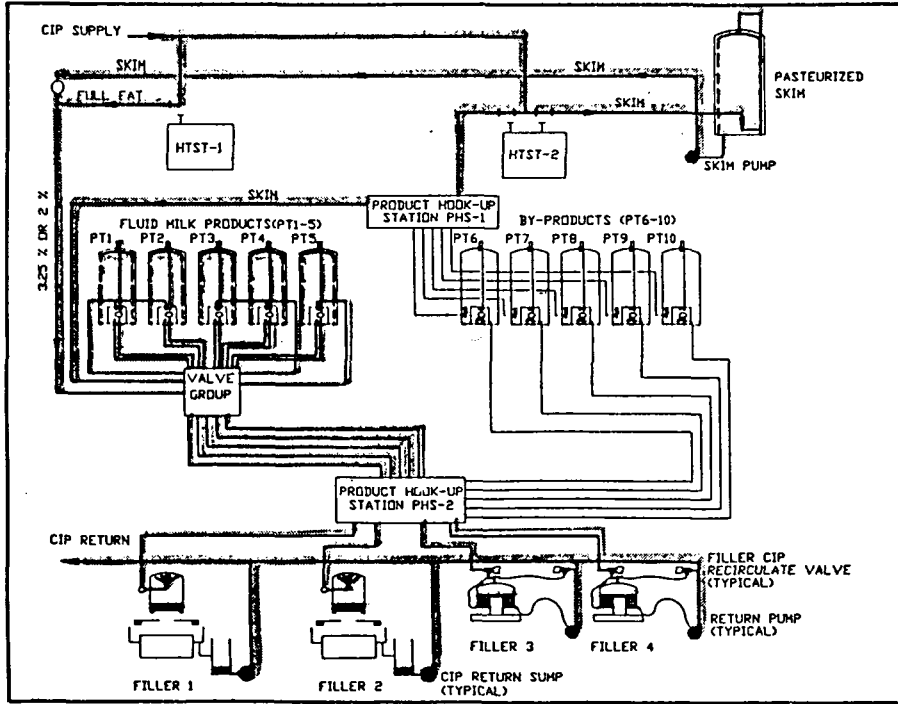 CIP SUPPLY
SKIM
SKIM
FULL FAT
SKIM
PASTEURIZED
SKIM
HTST-1
HTST-2
SKIM PUMP
3.25 % OR 2 %
SKIM
PRODUCT HOOK-UP
STATION PHS-1
FLUID MILK PRODUCTS(PT1-5)
BY-PRODUCTS (PT6-10)
PT1
PT2
PT3
PT4
PT5
PT6
PT7
PT8
PT9
PT10
VALVE
GROUP
PRODUCT HOOK-UP
STATION PHS-2
CIP RETURN
FILLER CIP
RECIRCULATE VALVE
(TYPICAL)
RETURN PUMP
(TYPICAL)
FILLER 3
FILLER 4
FILLER 1
FILLER 2
CIP RETURN SUMP
(TYPICAL)